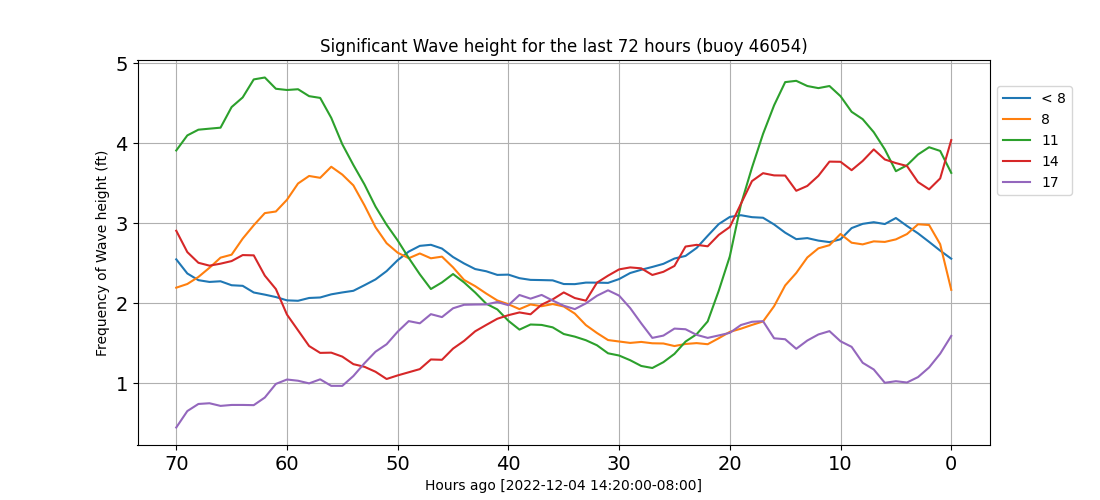 Significant Wave height for the last 72 hours (buoy 46054)
Frequency of Wave height (ft)
5
4
3
2
1
70 60 50 40 30 20 10 0
Hours ago [2022-12-04 14:20:00-08:00]
< 8
8
11
14
17